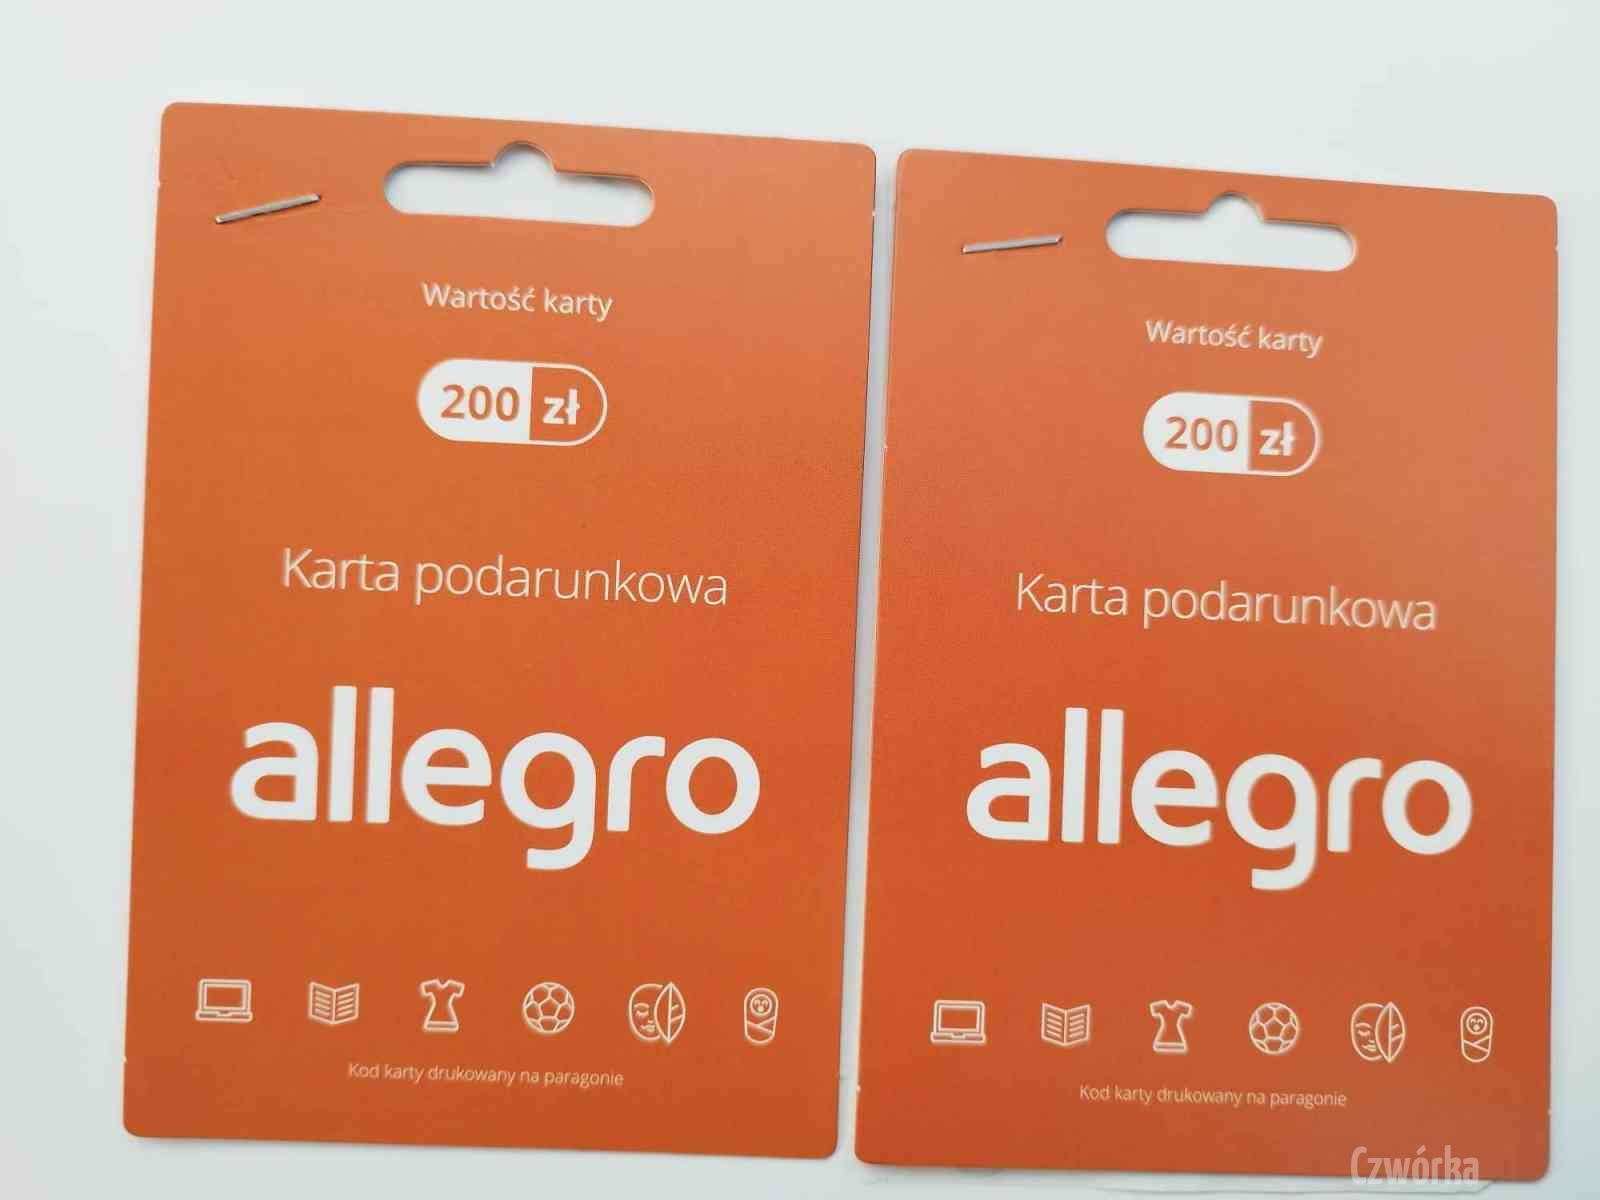 Wartość karty
200 zł
Karta podarunkowa
allegro
Kod karty drukowany na paragonie
Wartość karty
200 zł
Karta podarunkowa
allegro
Kod karty drukowany na paragonie
Czwórka